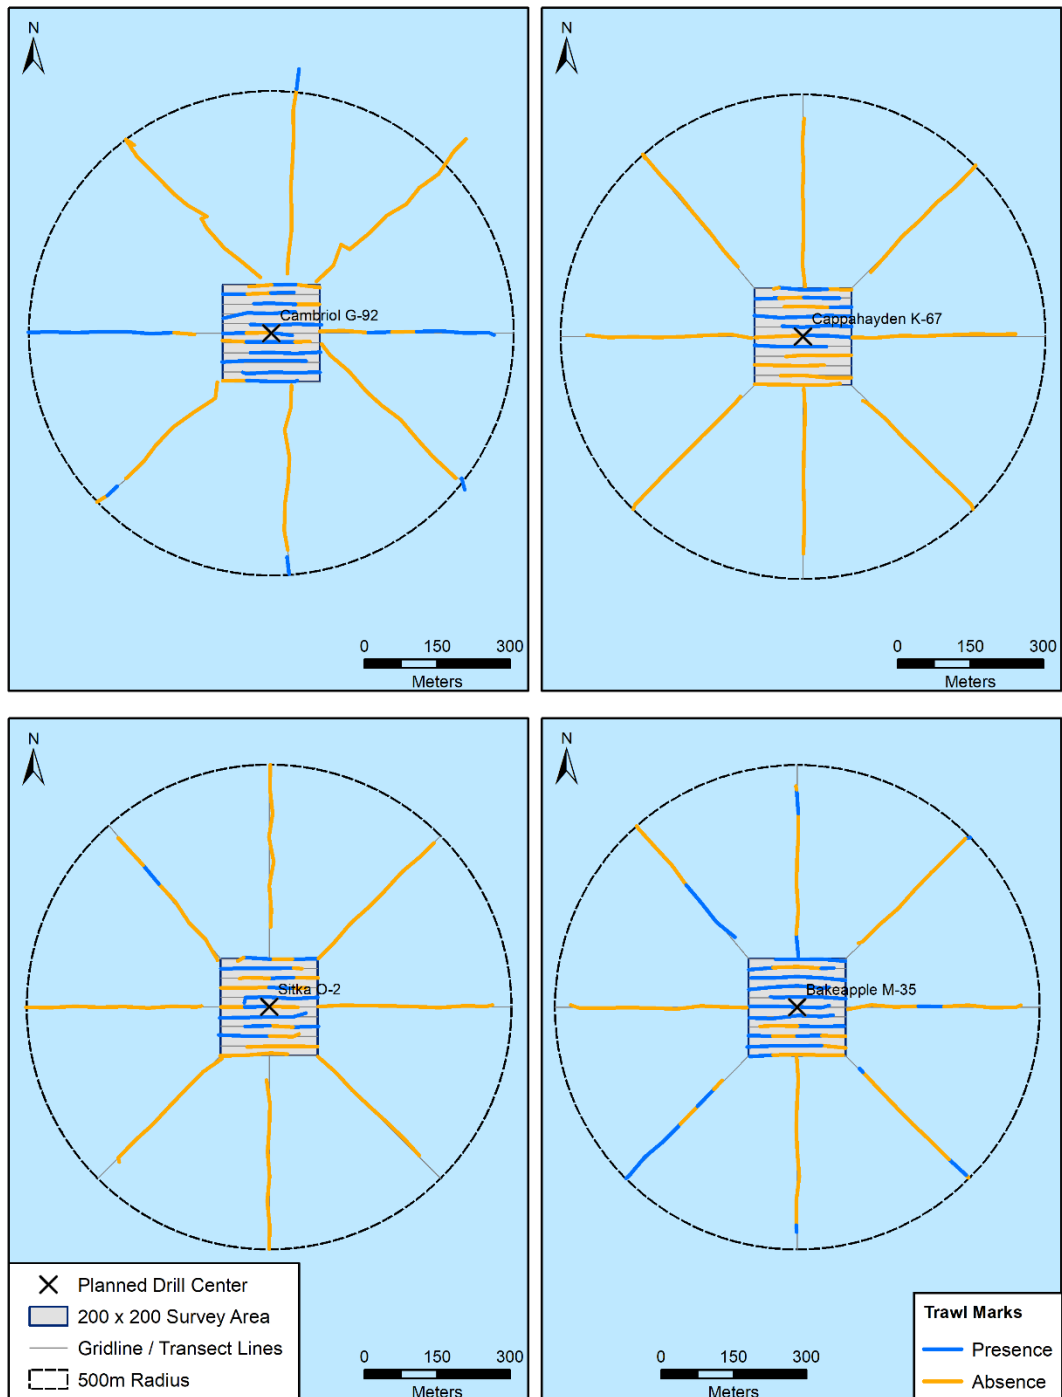 N
Cambriol G-92
0 150 300
Meters
N
Cappahayden K-67
0 150 300
Meters
N
Sitka O-2
0 150 300
Meters
Planned Drill Center
200 x 200 Survey Area
Gridline / Transect Lines
500m Radius
N
Bakeapple M-35
0 150 300
Meters
Trawl Marks
Presence
Absence